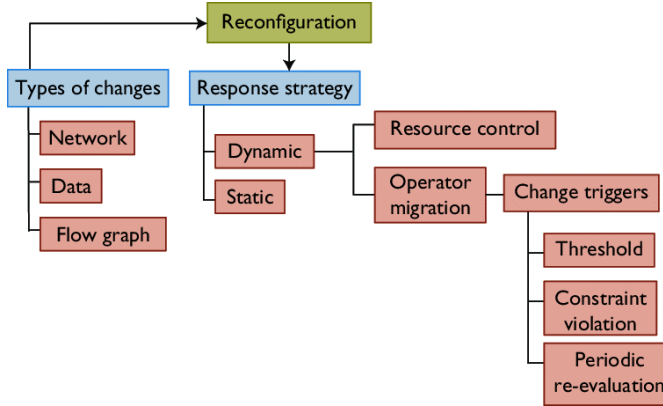 Reconfiguration
Types of changes
Network
Data
Flow graph
Response strategy
Dynamic
Static
Resource control
Operator
migration
Change triggers
Threshold
Constraint
violation
Periodic
re-evaluation